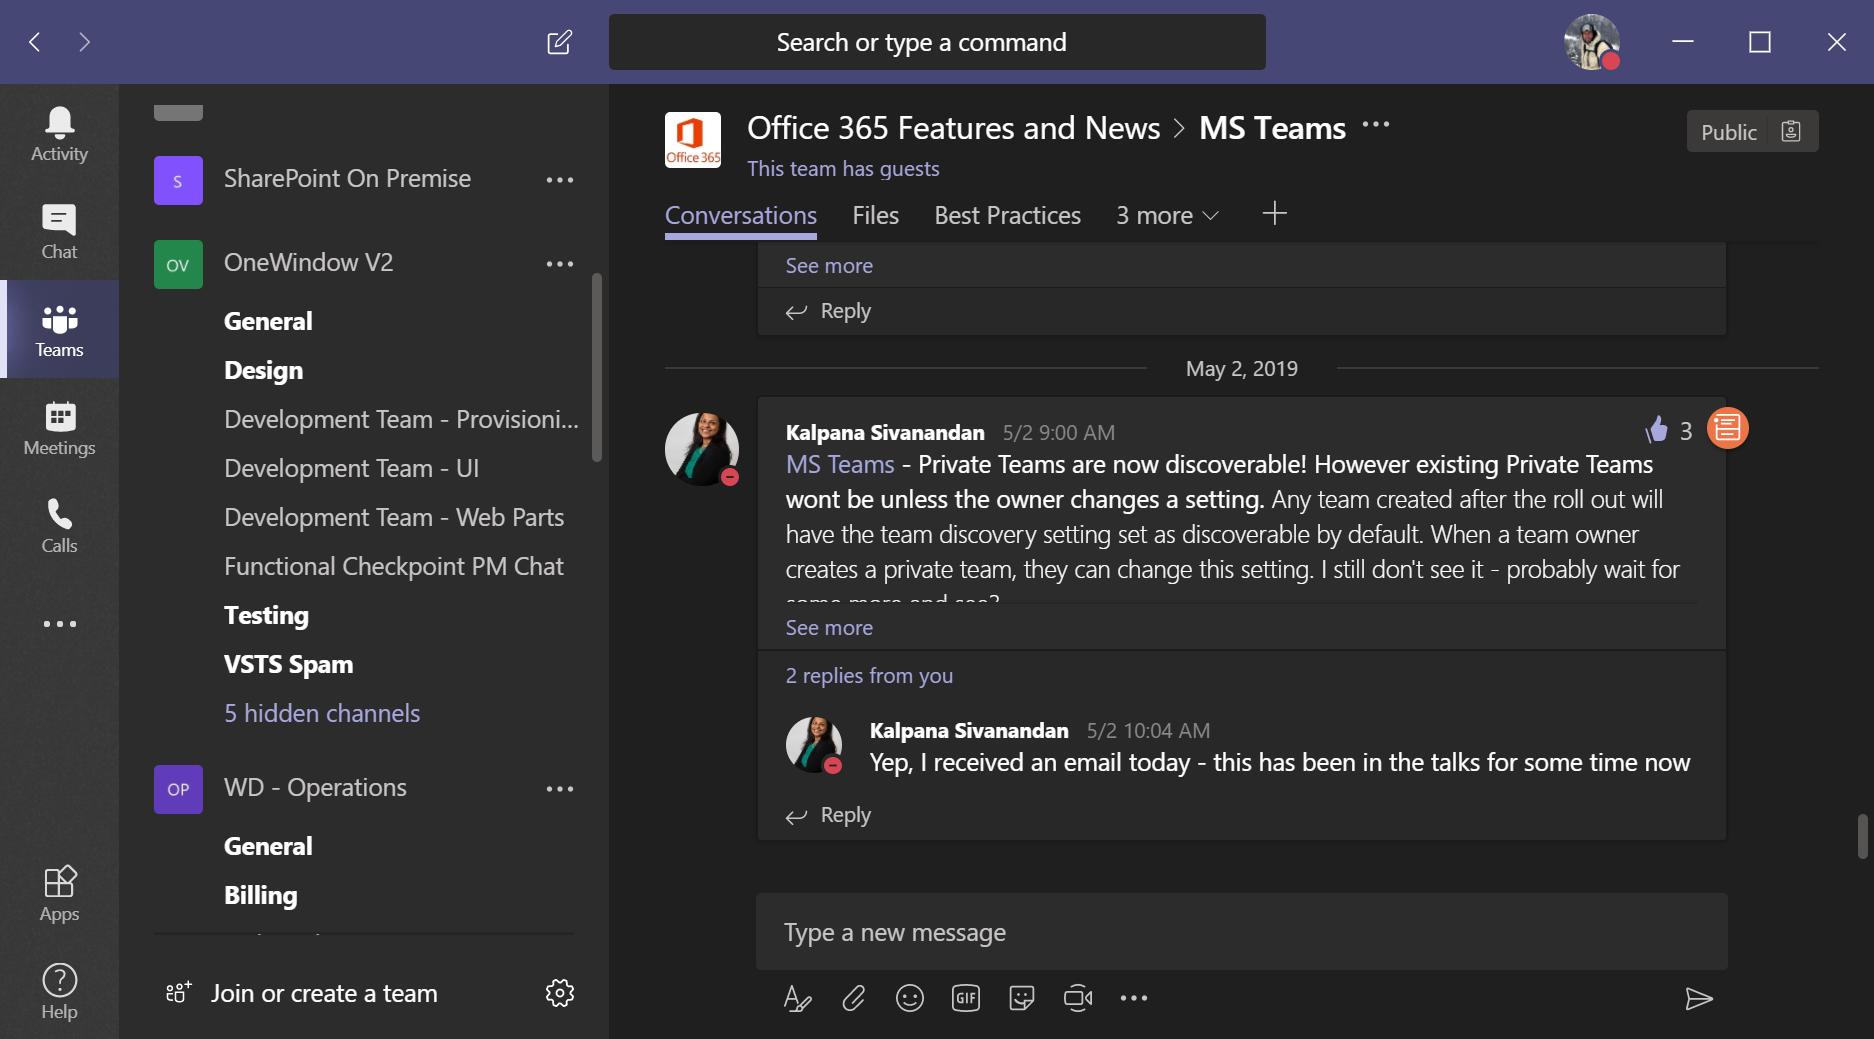 Search or type a command
Activity
Chat
Teams
Meetings
Calls
Apps
Help
S
SharePoint On Premise
OV
OneWindow V2
General
Design
Development Team - Provisioni...
Development Team - UI
Development Team - Web Parts
Functional Checkpoint PM Chat
Testing
VSTS Spam
5 hidden channels
OP
WD - Operations
General
Billing
Join or create a team
Office 365
Office 365 Features and News > MS Teams
This team has guests
Public
Conversations Files Best Practices 3 more
See more
Reply
May 2, 2019
Kalpana Sivanandan 5/2 9:00 AM
3
MS Teams - Private Teams are now discoverable! However existing Private Teams
wont be unless the owner changes a setting. Any team created after the roll out will
have the team discovery setting set as discoverable by default. When a team owner
creates a private team, they can change this setting. I still don't see it - probably wait for
some more and see?
See more
2 replies from you
Kalpana Sivanandan 5/2 10:04 AM
Yep, I received an email today - this has been in the talks for some time now
Reply
Type a new message
GIF